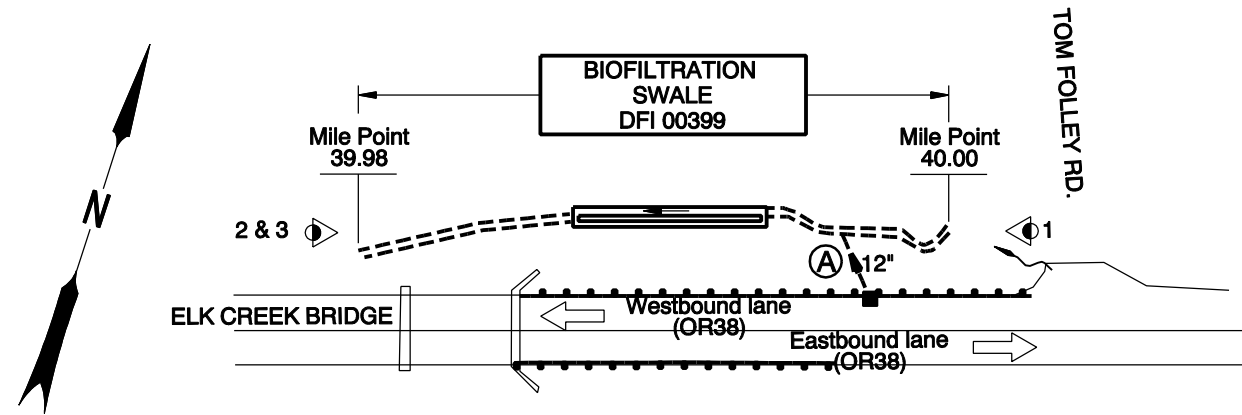 BIOFILTRATION
SWALE
DFI 00399
TOM FOLLEY RD.
Mile Point
39.98
Mile Point
40.00
N
2 & 3
1
A
12"
ELK CREEK BRIDGE
Westbound lane
(OR38)
Eastbound lane
(OR38)